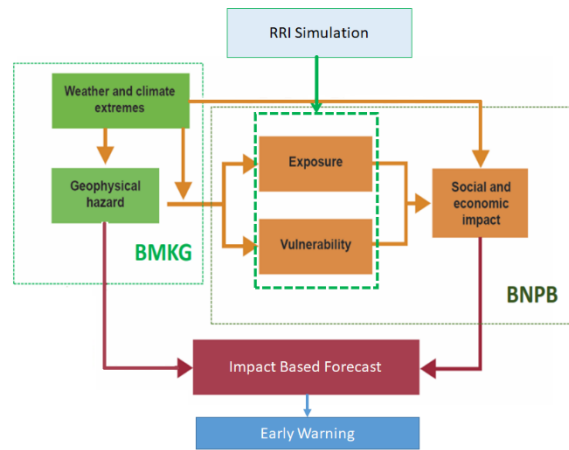 RRI Simulation
Weather and climate
extremes
Geophysical
hazard
BMKG
Exposure
Vulnerability
Social and
economic
impact
BNPB
Impact Based Forecast
Early Warning